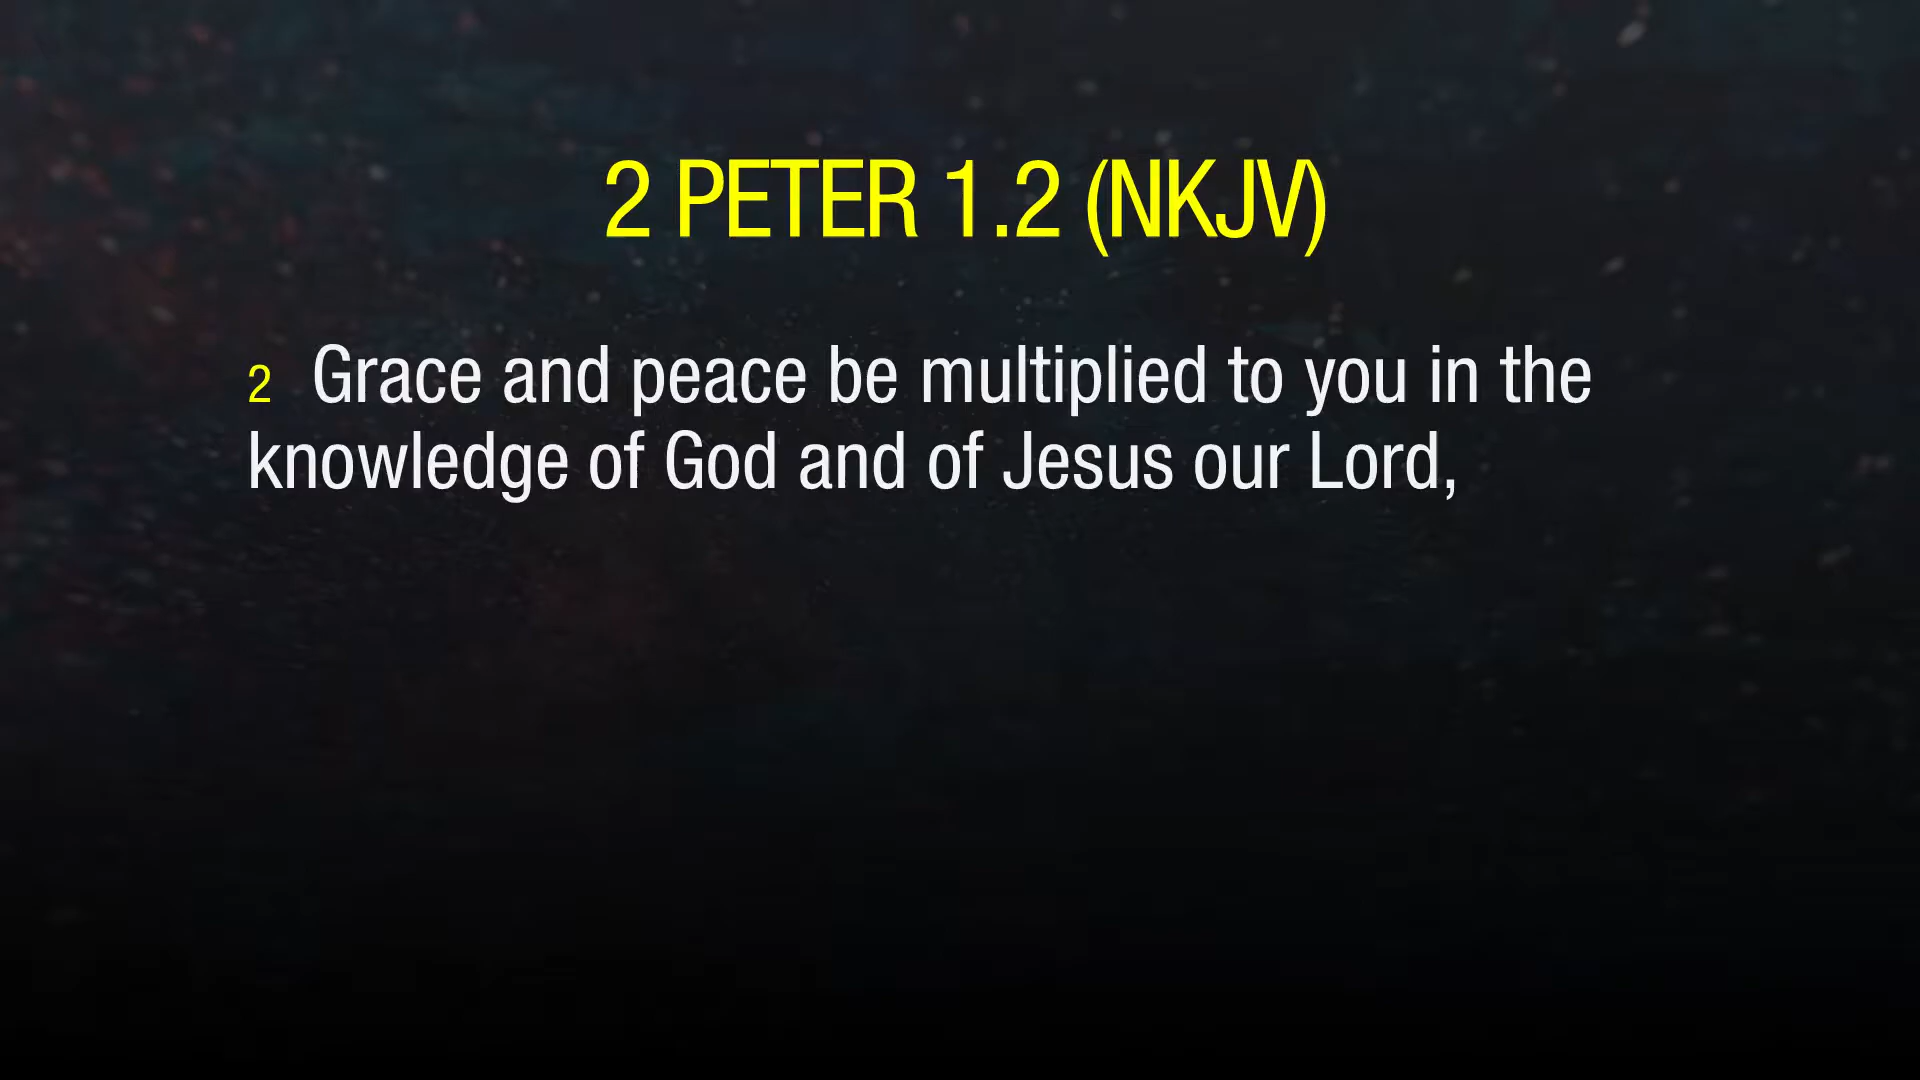 2 PETER 1.2 (NKJV)
2 Grace and peace be multiplied to you in the
knowledge of God and of Jesus our Lord,